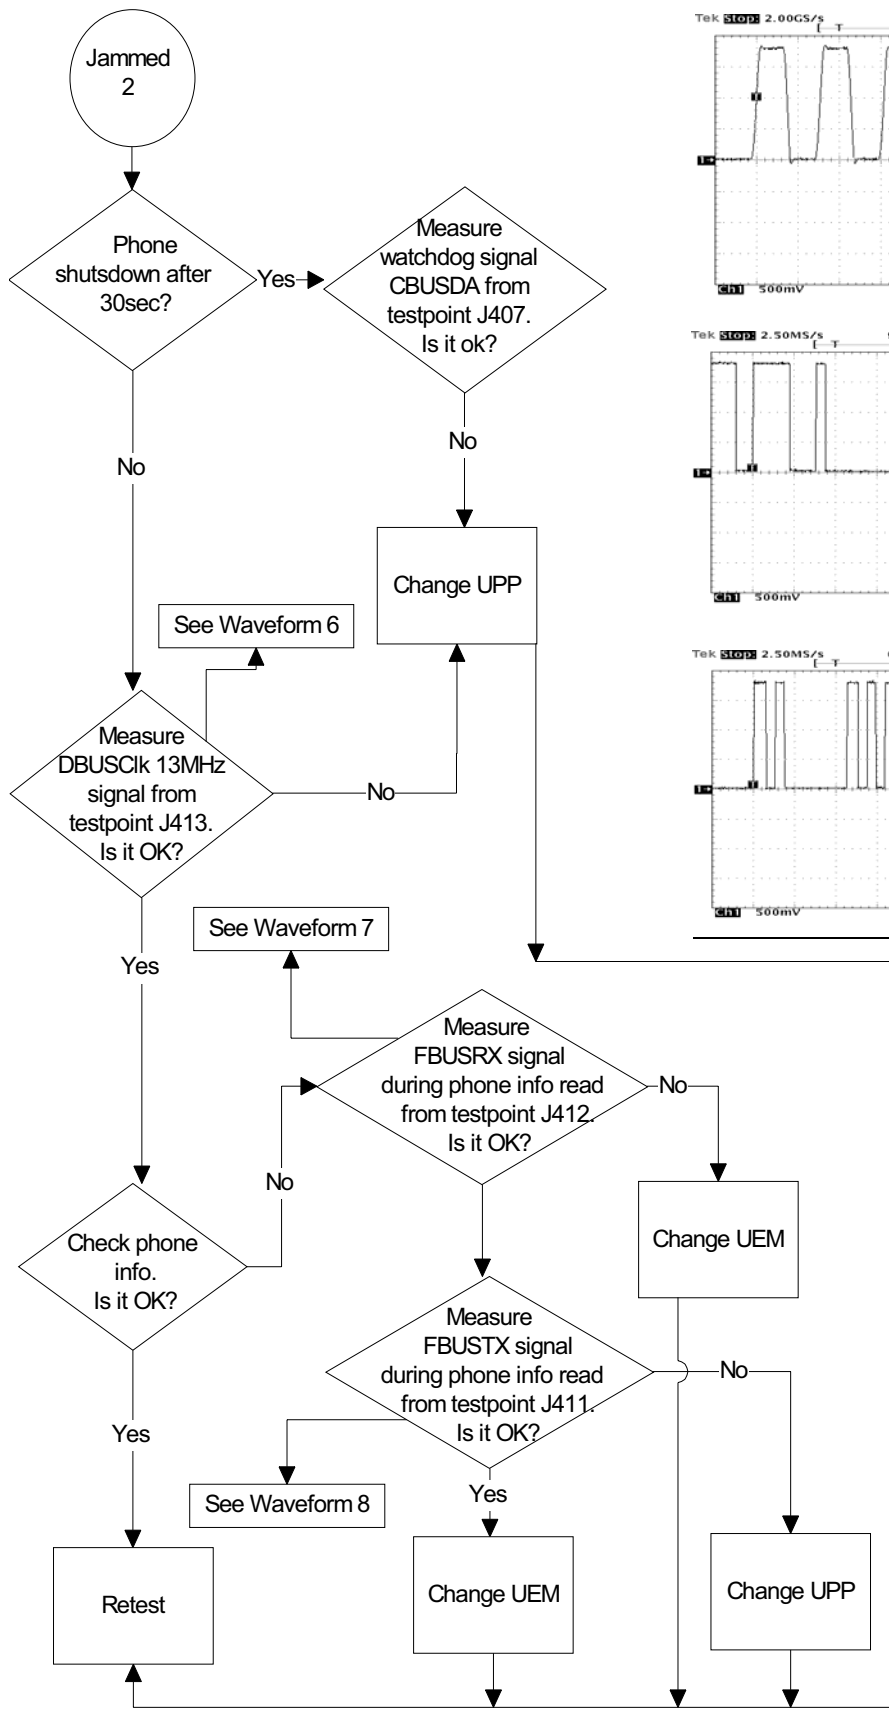 Jammed
2
Phone
shutsdown after
30sec?
Yes
Measure
watchdog signal
CBUSDA from
testpoint J407.
Is it ok?
No
No
Change UPP
See Waveform 6
Measure
DBUSClk 13MHz
signal from
testpoint J413.
Is it OK?
No
See Waveform 7
Yes
Measure
FBUSRX signal
during phone info read
from testpoint J412.
Is it OK?
No
No
Check phone
info.
Is it OK?
Change UEM
Measure
FBUSTX signal
during phone info read
from testpoint J411.
Is it OK?
No
Yes
See Waveform 8
Yes
Retest
Change UEM
Change UPP
Tek Stop: 2.00GS/s
[ T
T
1
Ch1 500mV
Tek Stop: 2.50MS/s
[ T
T
1
Ch1 500mV
Tek Stop: 2.50MS/s
[ T
T
1
Ch1 500mV